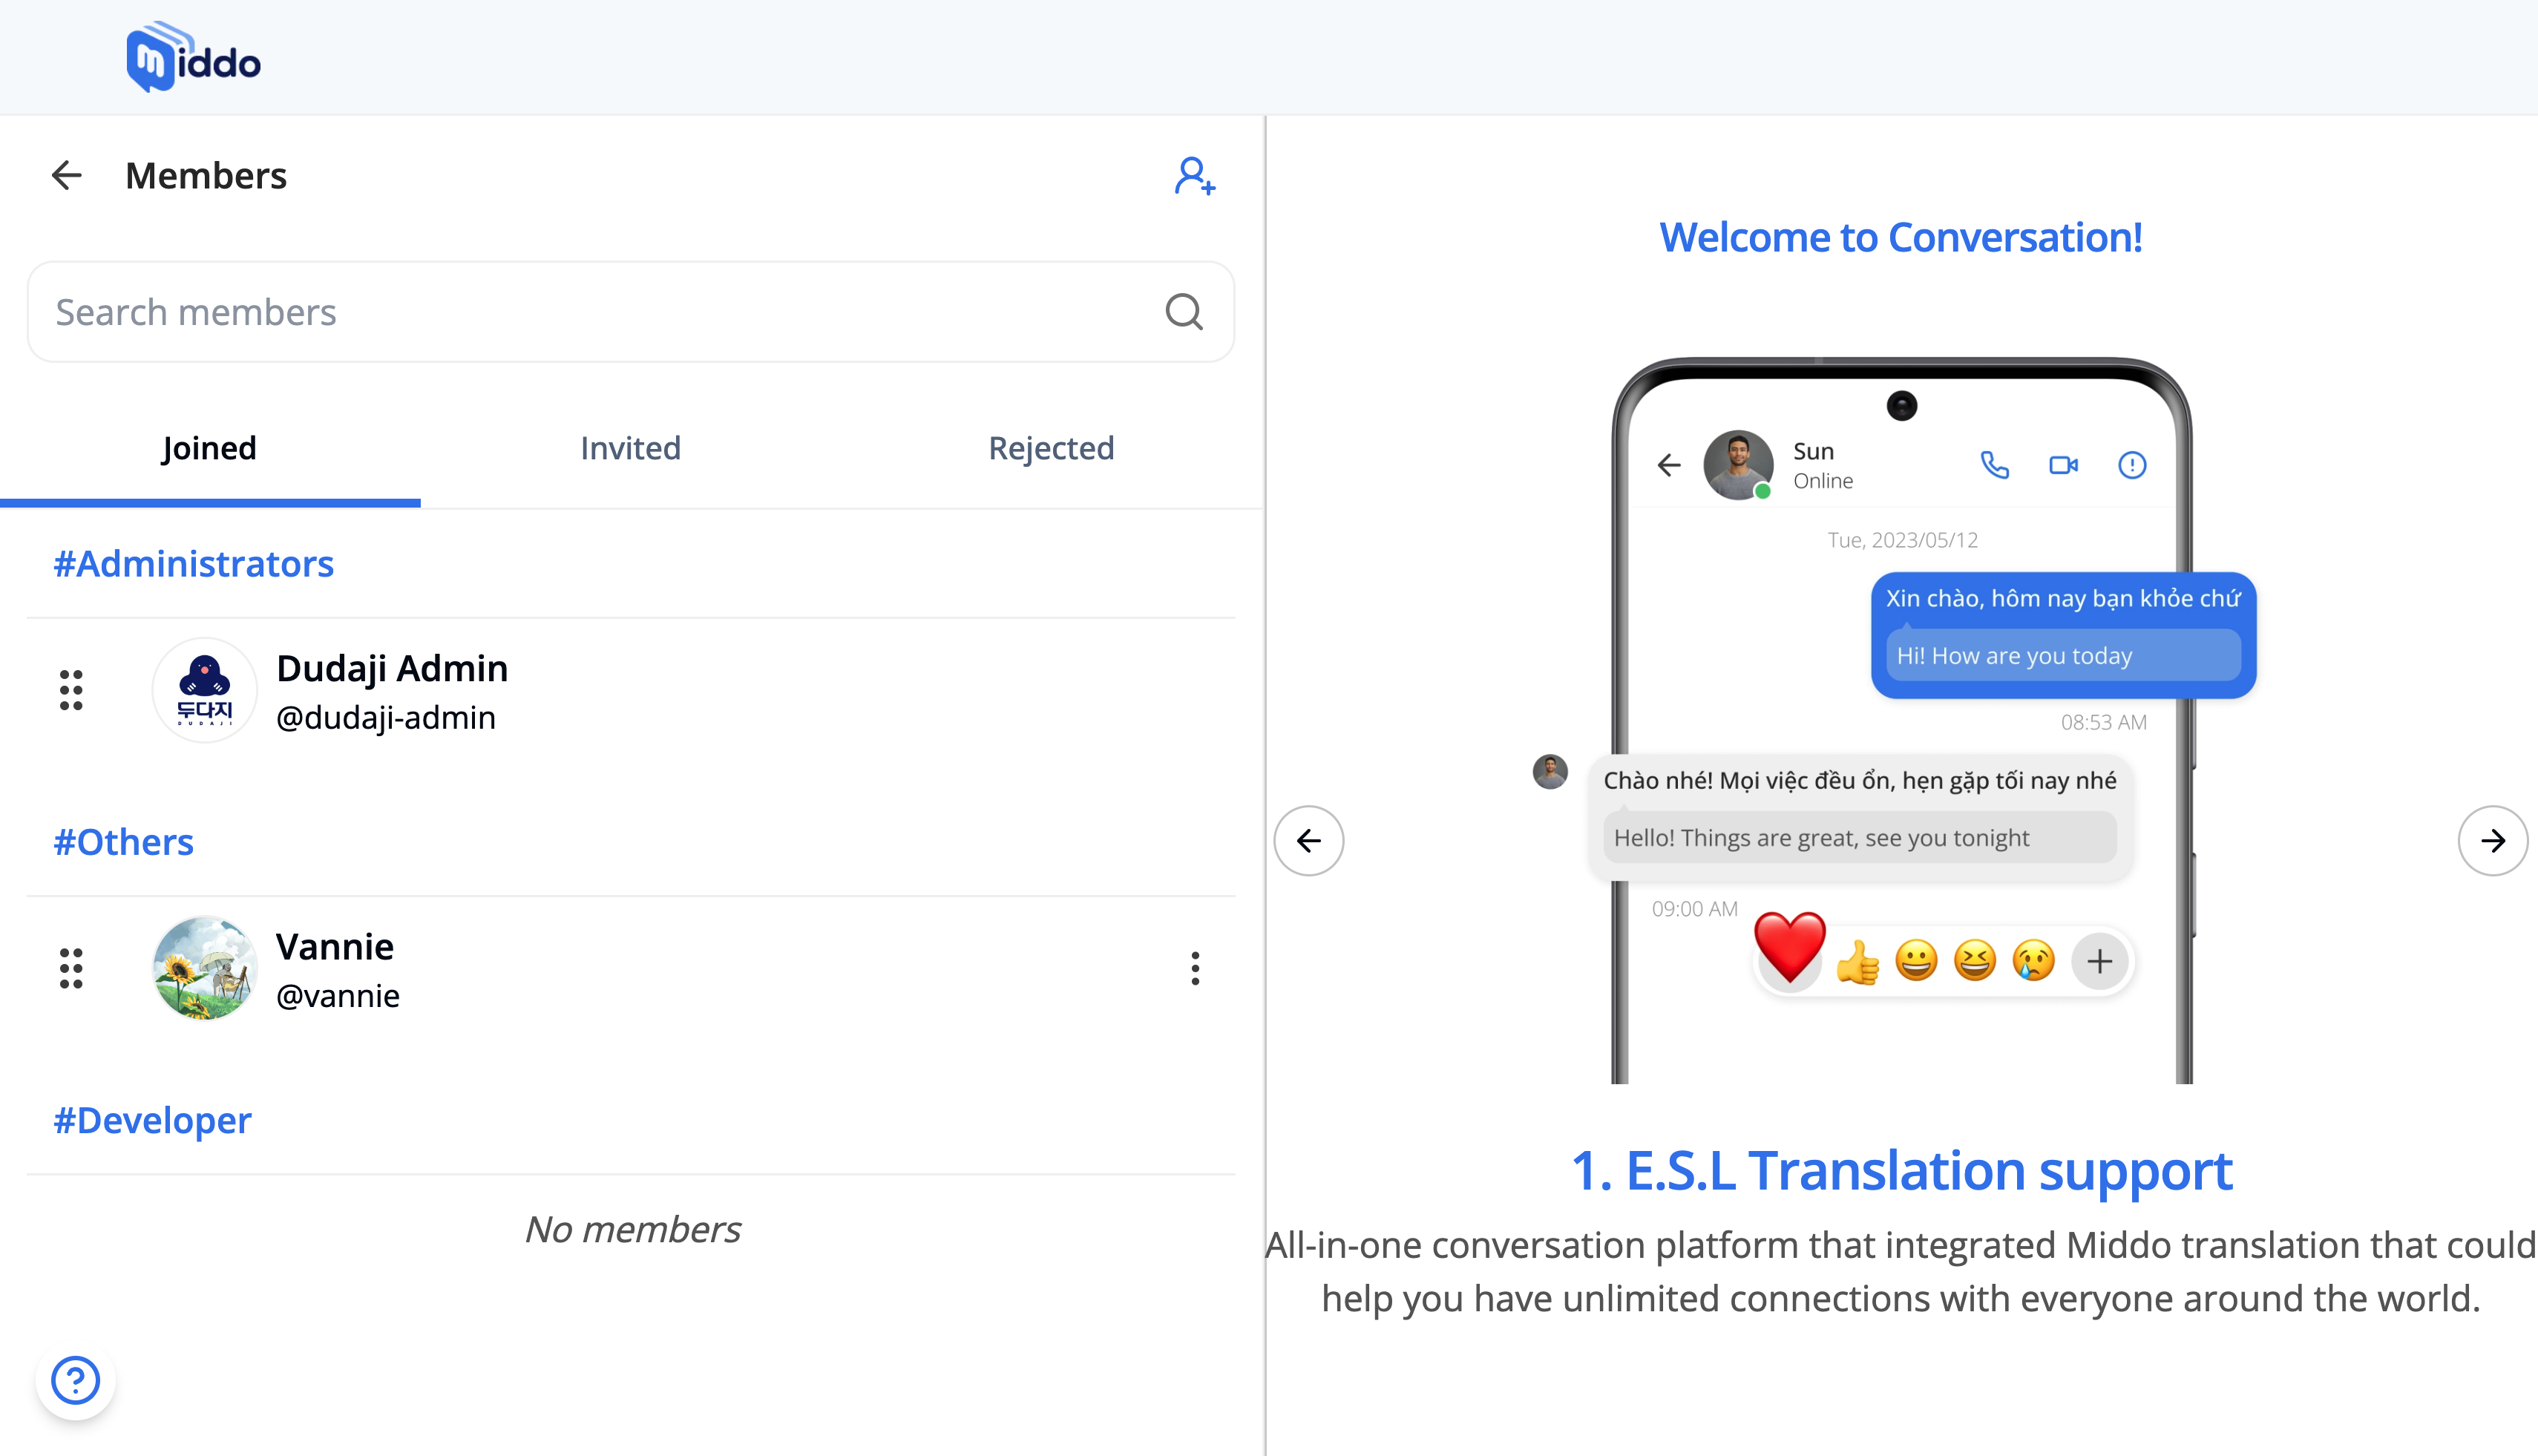 middo
Members
Search members
Joined
Invited
Rejected
#Administrators
두다지
DUDAJI
Dudaji Admin
@dudaji-admin
#Others
Vannie
@vannie
#Developer
No members
Welcome to Conversation!
Sun
Online
Tue, 2023/05/12
Xin chào, hôm nay bạn khỏe chứ
Hi! How are you today
08:53 AM
Chào nhé! Mọi việc đều ổn, hẹn gặp tối nay nhé
Hello! Things are great, see you tonight
09:00 AM
1. E.S.L Translation support
All-in-one conversation platform that integrated Middo translation that could
help you have unlimited connections with everyone around the world.